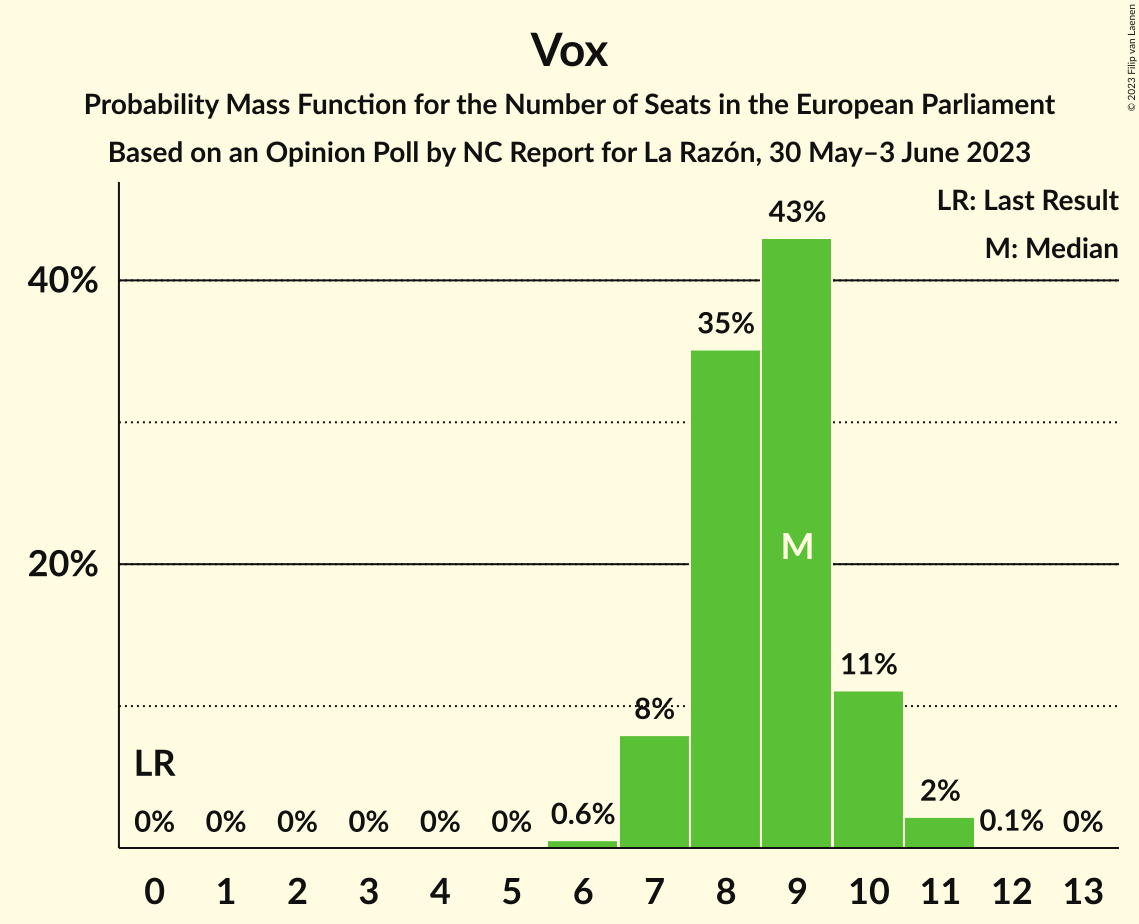 Vox
Probability Mass Function for the Number of Seats in the European Parliament
Based on an Opinion Poll by NC Report for La Razón, 30 May–3 June 2023
© 2023 Filip van Laenen
LR: Last Result
M: Median
43%
40%
35%
M
20%
11%
8%
LR
2%
0% 0% 0% 0% 0% 0% 0.6% 0.1% 0%
0 1 2 3 4 5 6 7 8 9 10 11 12 13